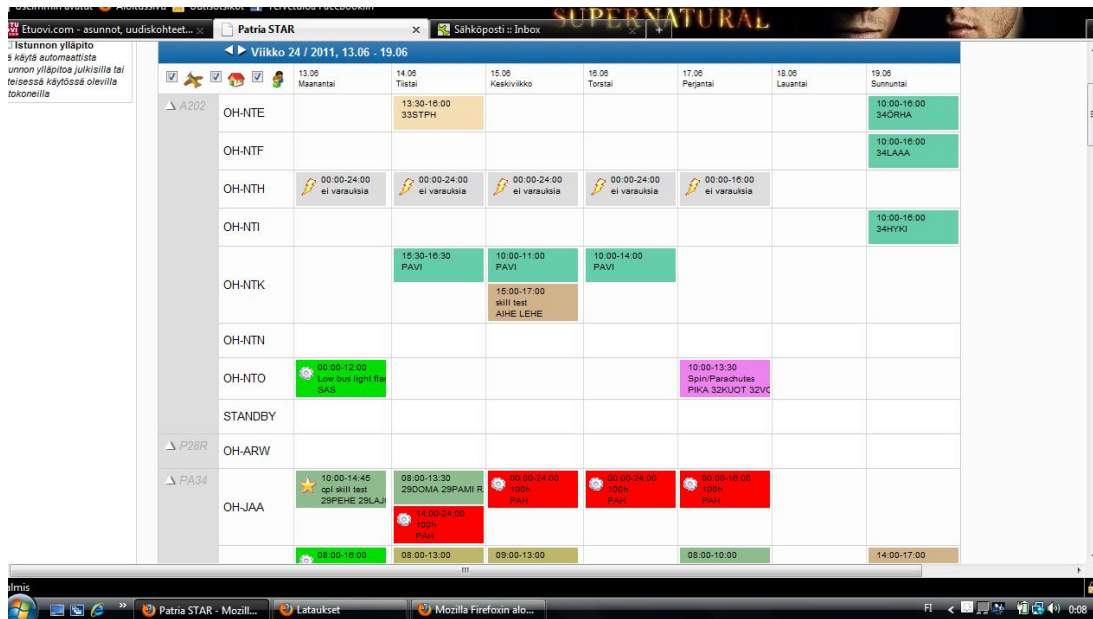 SUPERNATURAL
Etuovi.com - asunnot, uudiskohteet...
Patria STAR
Sähköposti :: Inbox
Istunnon ylläpito
käytä automaattista
unnon ylläpitoa julkisilla tai
teisessä käytössä olevilla
tokoneilla
Viikko 24 / 2011, 13.06 - 19.06
13.06 14.06 15.06 16.06 17.06 18.06 19.06
Maanantai Tiistai Keskiviikko Torstai Perjantai Lauantai Sunnuntai
A202
OH-NTE
13:30-16:00
33STPH
10:00-16:00
34ÖRHA
OH-NTF
10:00-16:00
34LAAA
OH-NTH
00:00-24:00 00:00-24:00 00:00-24:00 00:00-24:00 00:00-16:00
ei varauksia ei varauksia ei varauksia ei varauksia ei varauksia
OH-NTI
10:00-16:00
34HYKI
OH-NTK
15:30-16:30 10:00-11:00 10:00-14:00
PAVI PAVI PAVI
15:00-17:00
skill test
AIHE LEHE
OH-NTN
OH-NTO
00:00-12:00
Low bus light flas
SAS
10:00-13:30
Spin/Parachutes
PIKA 32KUOT 32VO
STANDBY
P28R
OH-ARW
PA34
OH-JAA
10:00-14:45
cpl skill test
29PEHE 29LAJ
08:00-13:30
29DOMA 29PAMI R
14:00-24:00
100h
PAH
00:00-24:00
100h
PAH
00:00-24:00
100h
PAH
00:00-16:00
100h
PAH
08:00-16:00 08:00-13:00 09:00-13:00 08:00-10:00 14:00-17:00
almis
Patria STAR - Mozill...
Lataukset
Mozilla Firefoxin alo...
FI
0:08